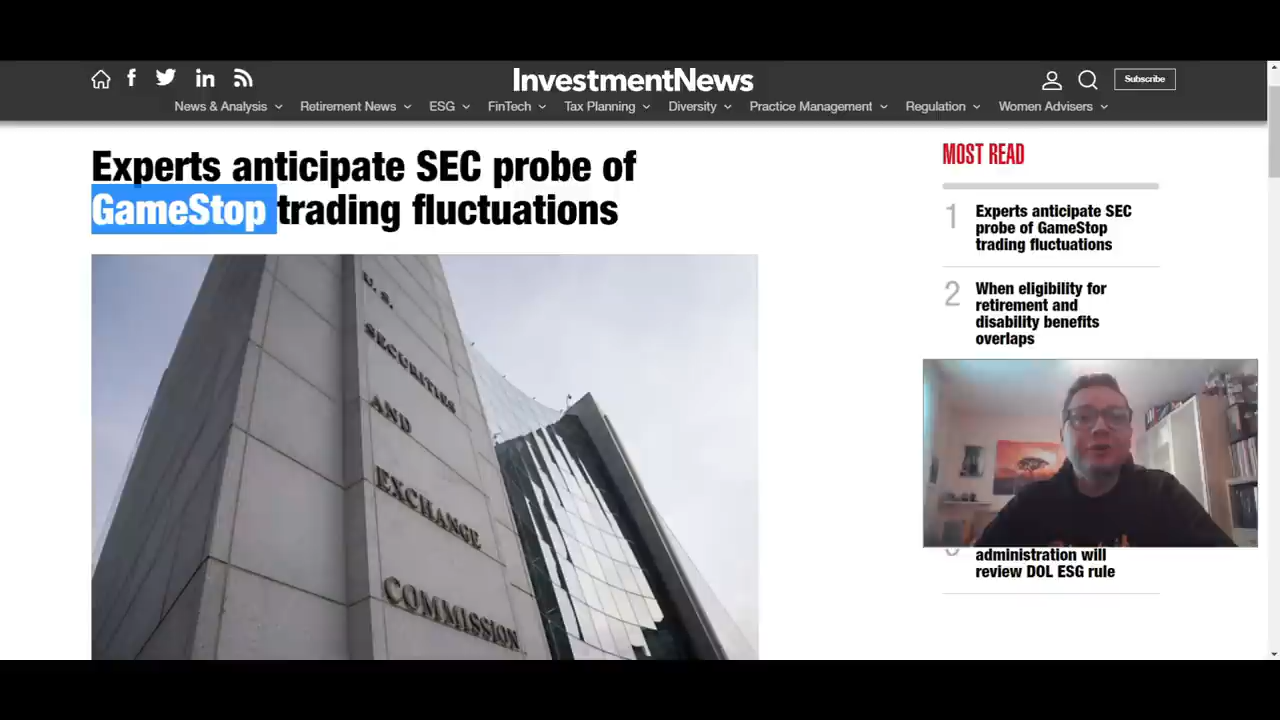 InvestmentNews
Subscribe
News & Analysis Retirement News ESG FinTech Tax Planning Diversity Practice Management Regulation Women Advisers
Experts anticipate SEC probe of
GameStop trading fluctuations
U.S.
SECURITIES
AND
EXCHANGE
COMMISSION
MOST READ
1
Experts anticipate SEC
probe of GameStop
trading fluctuations
2
When eligibility for
retirement and
disability benefits
overlaps
administration will
review DOL ESG rule